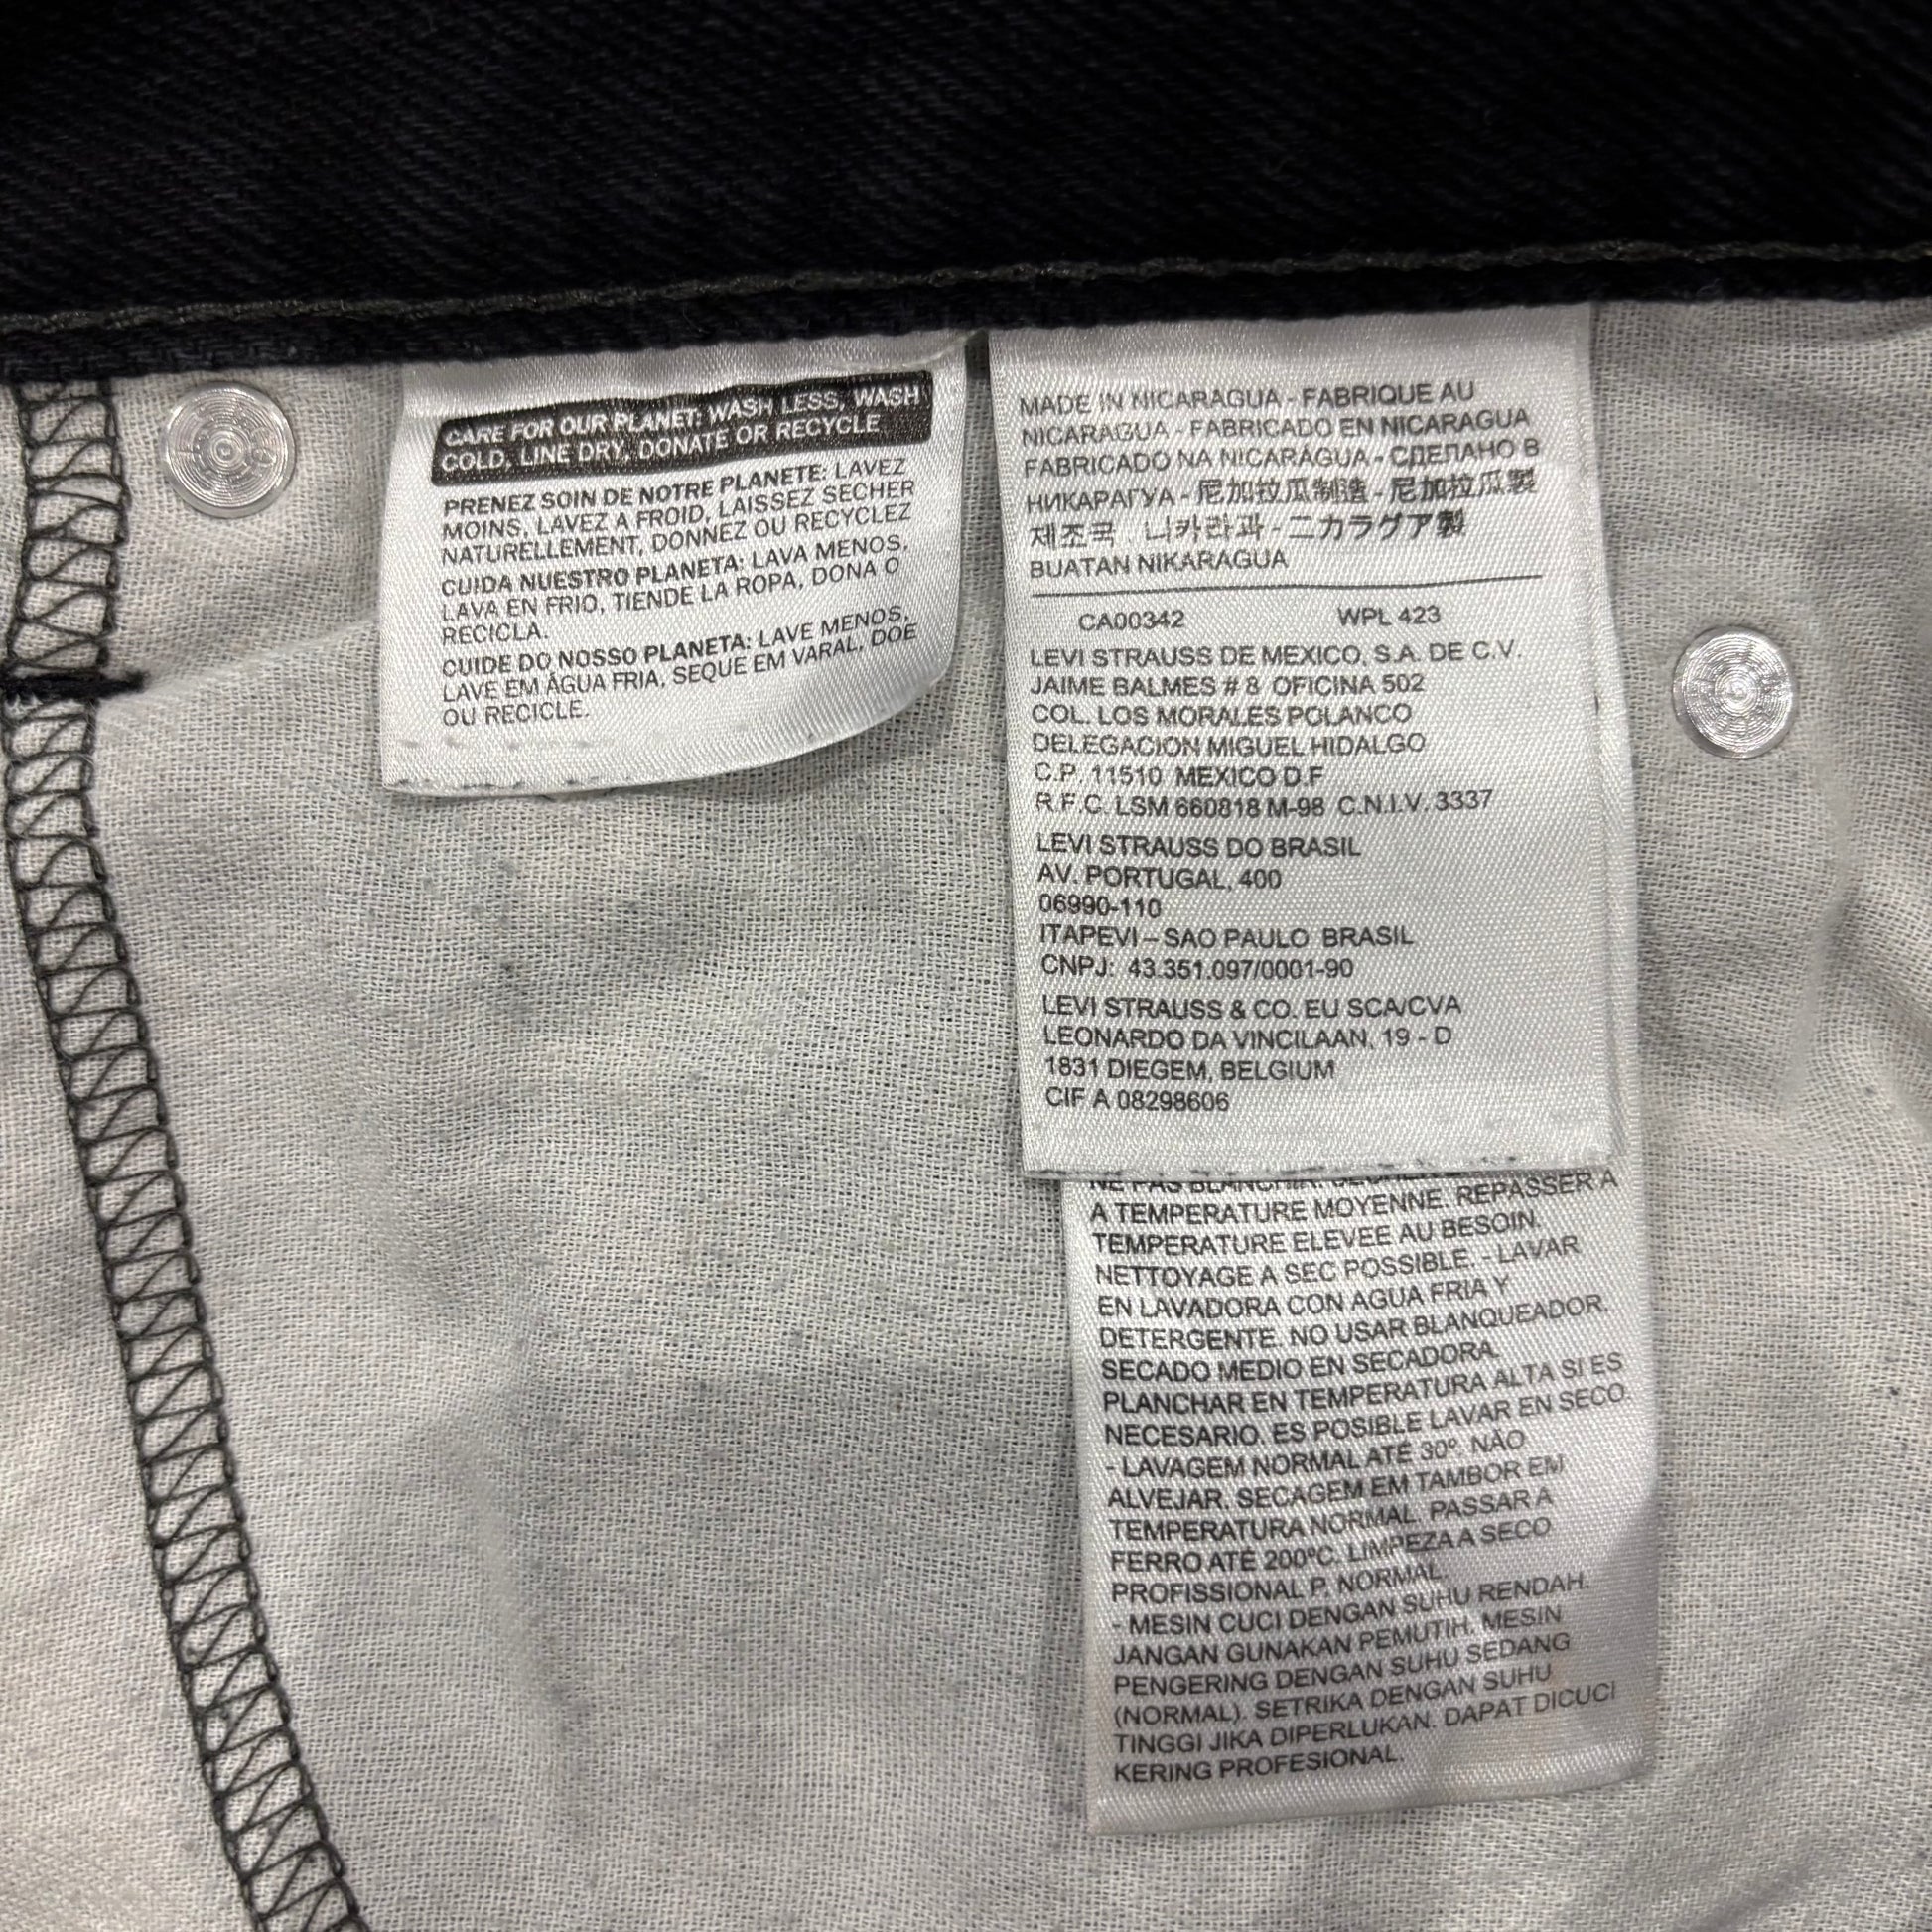 CARE FOR OUR PLANET: WASH LESS, WASH
COLD, LINE DRY, DONATE OR RECYCLE
PRENEZ SOIN DE NOTRE PLANETE: LAVEZ
MOINS, LAVEZ A FROID, LAISSEZ SECHER
NATURELLEMENT, DONNEZ OU RECYCLEZ
CUIDA NUESTRO PLANETA: LAVA MENOS,
LAVA EN FRIO, TIENDE LA ROPA, DONA O
RECICLA.
CUIDE DO NOSSO PLANETA: LAVE MENOS,
LAVE EM ÁGUA FRIA, SEQUE EM VARAL, DOE
OU RECICLE.
MADE IN NICARAGUA - FABRIQUE AU
NICARAGUA - FABRICADO EN NICARAGUA
FABRICADO NA NICARAGUA - СДЕЛАНО В
НИКАРАГУА - 尼加拉瓜制造 - 尼加拉瓜製
제조국 니카라과 - ニカラグア製
BUATAN NIKARAGUA
CA00342 WPL 423
LEVI STRAUSS DE MEXICO, S.A. DE C.V.
JAIME BALMES # 8 OFICINA 502
COL. LOS MORALES POLANCO
DELEGACION MIGUEL HIDALGO
C.P. 11510 MEXICO D.F
R.F.C. LSM 660818 M-98 C.N.I.V. 3337
LEVI STRAUSS DO BRASIL
AV. PORTUGAL, 400
06990-110
ITAPEVI – SAO PAULO BRASIL
CNPJ: 43.351.097/0001-90
LEVI STRAUSS & CO. EU SCA/CVA
LEONARDO DA VINCILAAN, 19 - D
1831 DIEGEM, BELGIUM
CIF A 08298606
NE PAS BLANCHIR.
A TEMPERATURE MOYENNE. REPASSER A
TEMPERATURE ELEVEE AU BESOIN.
NETTOYAGE A SEC POSSIBLE. - LAVAR
EN LAVADORA CON AGUA FRIA Y
DETERGENTE. NO USAR BLANQUEADOR.
SECADO MEDIO EN SECADORA.
PLANCHAR EN TEMPERATURA ALTA SI ES
NECESARIO. ES POSIBLE LAVAR EN SECO.
- LAVAGEM NORMAL ATÉ 30º. NÃO
ALVEJAR. SECAGEM EM TAMBOR EM
TEMPERATURA NORMAL. PASSAR A
FERRO ATÉ 200ºC. LIMPEZA A SECO
PROFISSIONAL P. NORMAL.
- MESIN CUCI DENGAN SUHU RENDAH.
JANGAN GUNAKAN PEMUTIH. MESIN
PENGERING DENGAN SUHU SEDANG
(NORMAL). SETRIKA DENGAN SUHU
TINGGI JIKA DIPERLUKAN. DAPAT DICUCI
KERING PROFESIONAL.